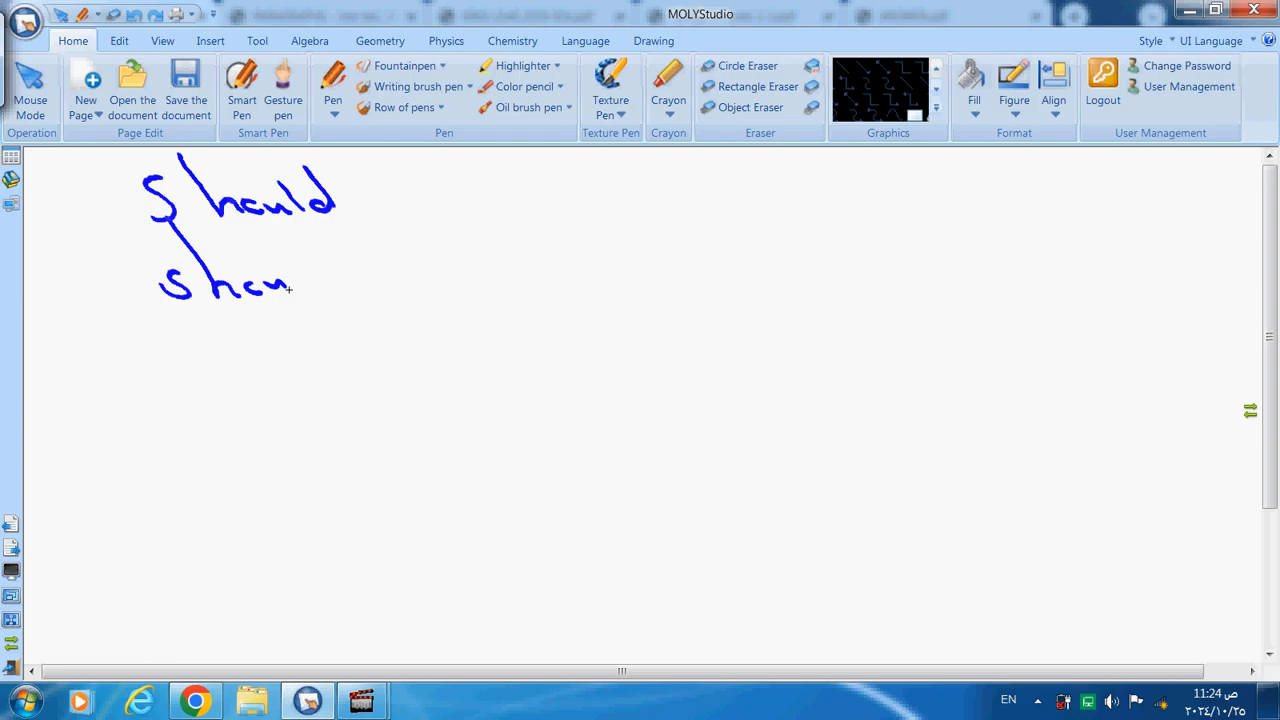 MOLYStudio
Home Edit View Insert Tool Algebra Geometry Physics Chemistry Language Drawing Style UI Language
Fountainpen Highlighter Circle Eraser Change Password
Writing brush pen Color pencil Rectangle Eraser User Management
Row of pens Oil brush pen Object Eraser
Mouse Mode New Page Open the document Save the document Smart Pen Gesture pen Pen Texture Pen Crayon Fill Figure Align Logout
Operation Page Edit Smart Pen Pen Texture Pen Crayon Eraser Graphics Format User Management
Should
shou
EN
11:24 ص
٢٠٢٤/١٠/٢٥